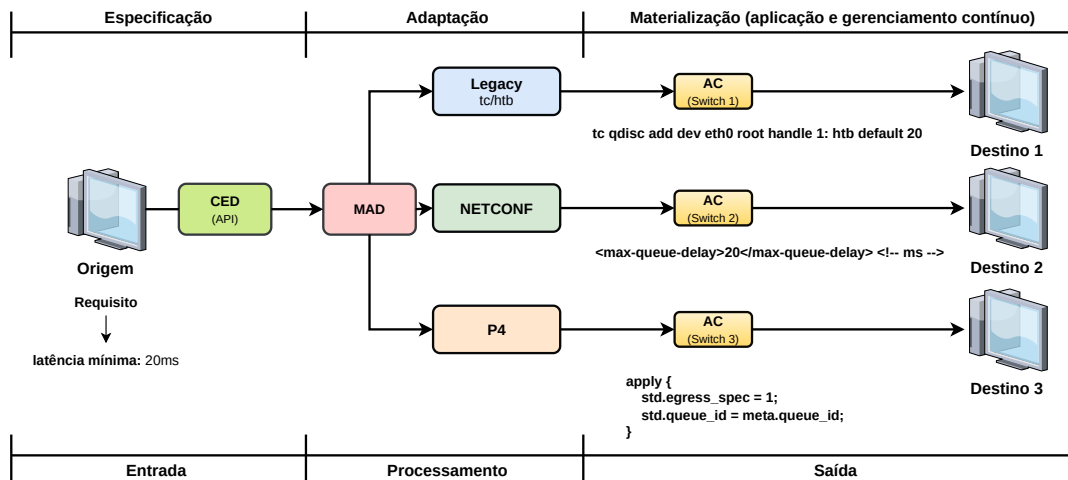 Especificação
Adaptação
Materialização (aplicação e gerenciamento contínuo)
Legacy
tc/htb
AC
(Switch 1)
tc qdisc add dev eth0 root handle 1: htb default 20
Destino 1
CED
(API)
MAD
NETCONF
AC
(Switch 2)
<max-queue-delay>20</max-queue-delay> <!-- ms -->
Destino 2
Origem
Requisito
latência mínima: 20ms
P4
AC
(Switch 3)
Destino 3
apply {
    std.egress_spec = 1;
    std.queue_id = meta.queue_id;
}
Entrada
Processamento
Saída